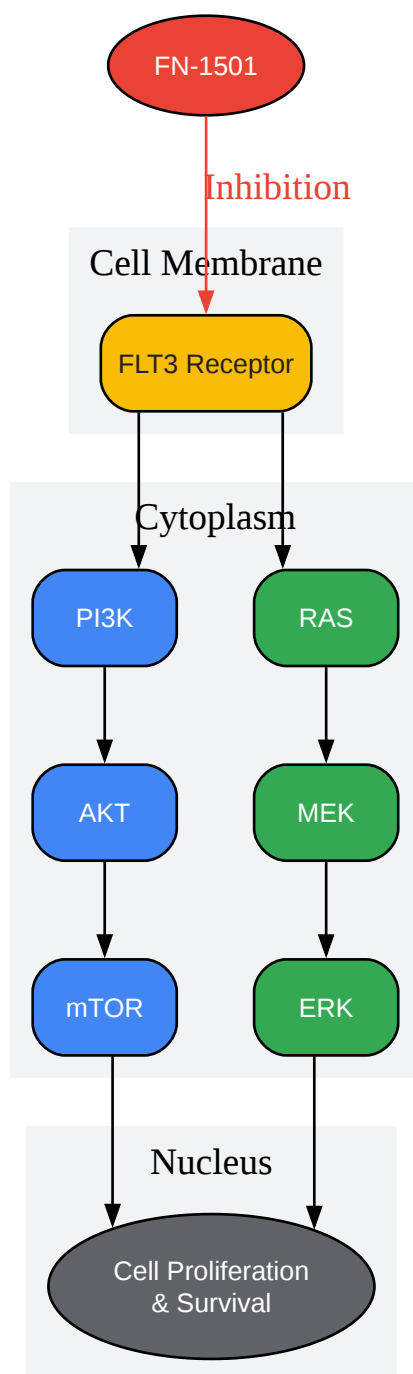 FN-1501
Inhibition
Cell Membrane
FLT3 Receptor
Cytoplasm
PI3K
RAS
AKT
MEK
mTOR
ERK
Nucleus
Cell Proliferation
& Survival